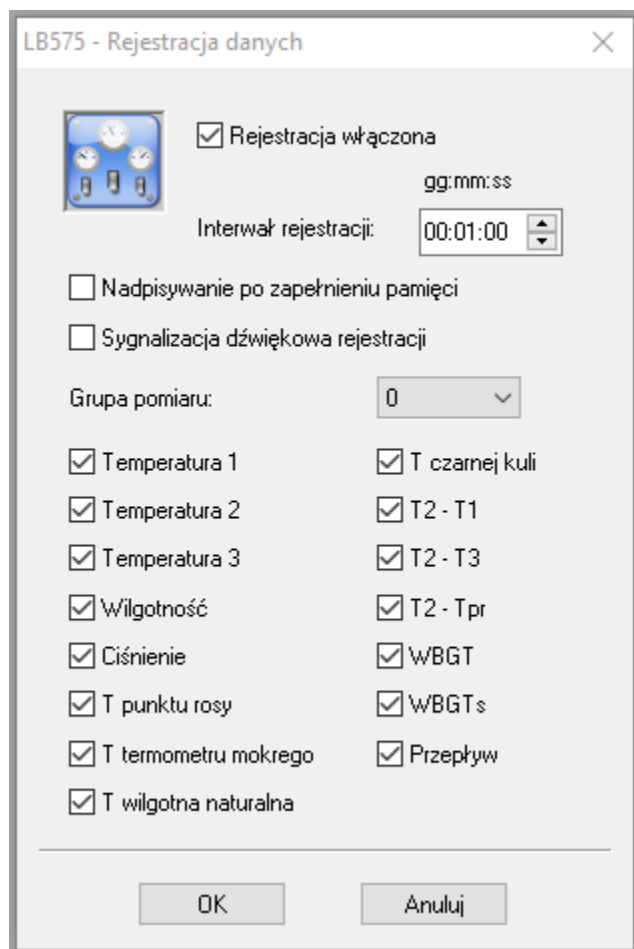 LB575 - Rejestracja danych
Rejestracja włączona
gg:mm:ss
Interwał rejestracji: 00:01:00
Nadpisywanie po zapełnieniu pamięci
Sygnalizacja dźwiękowa rejestracji
Grupa pomiaru: 0
Temperatura 1 T czarnej kuli
Temperatura 2 T2 - T1
Temperatura 3 T2 - T3
Wilgotność T2 - Tpr
Ciśnienie WBGT
T punktu rosy WBGTs
T termometru mokrego Przepływ
T wilgotna naturalna
OK Anuluj